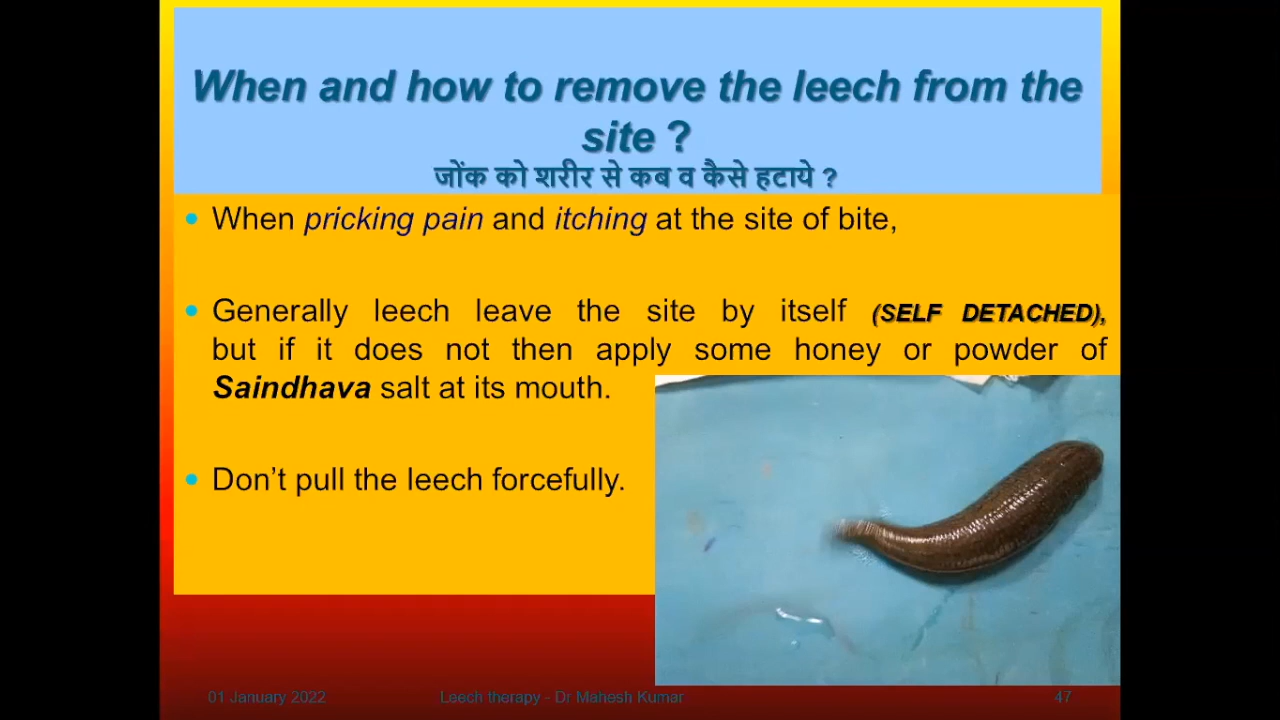 When and how to remove the leech from the
site ?
जोंक को शरीर से कब व कैसे हटाये ?
When pricking pain and itching at the site of bite,
Generally leech leave the site by itself (SELF DETACHED),
but if it does not then apply some honey or powder of
Saindhava salt at its mouth.
Don’t pull the leech forcefully.
01 January 2022 Leech therapy - Dr Mahesh Kumar 47